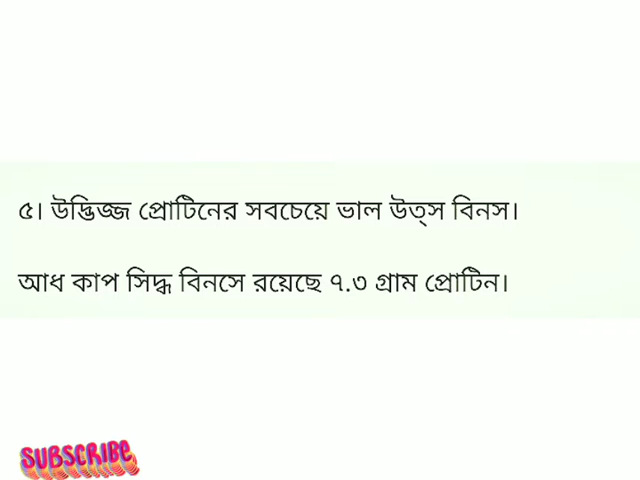 ৫। উদ্ভিজ্জ প্রোটিনের সবচেয়ে ভাল উত্স বিনস।
আধ কাপ সিদ্ধ বিনসে রয়েছে ৭.৩ গ্রাম প্রোটিন।
SUBSCRIBE